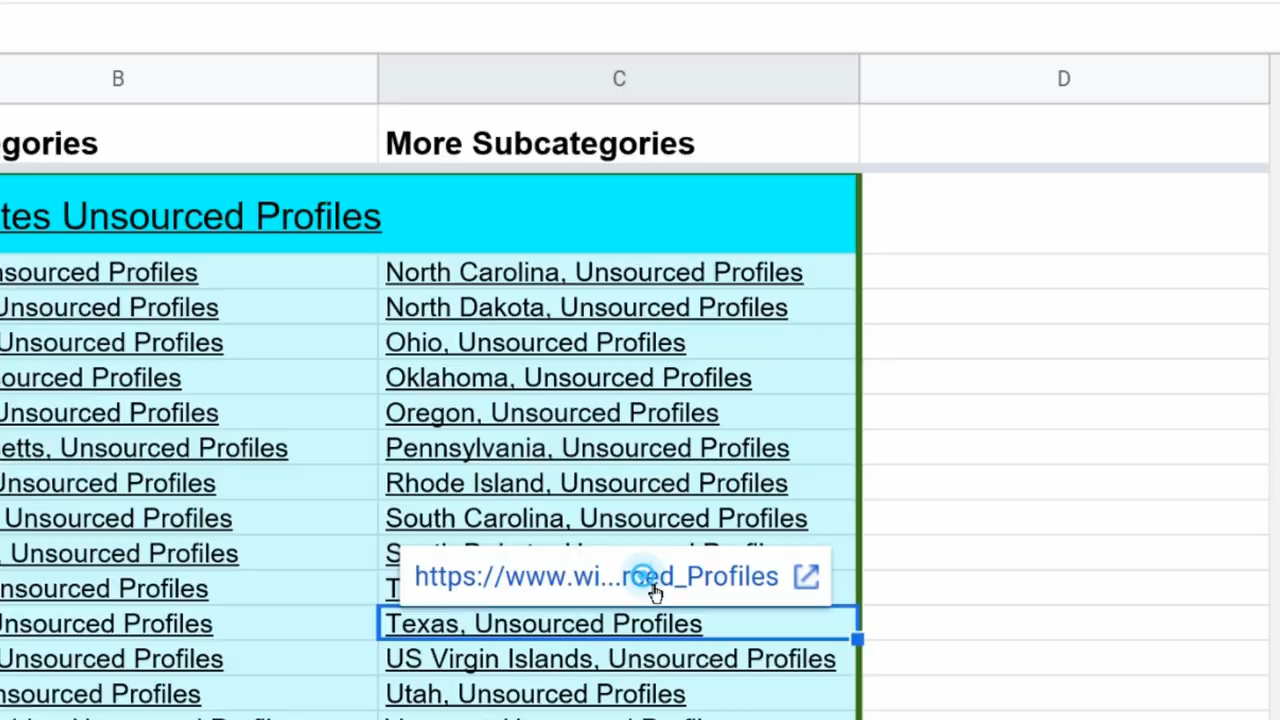 B C D
gories More Subcategories
tes Unsourced Profiles
nsourced Profiles North Carolina, Unsourced Profiles
Unsourced Profiles North Dakota, Unsourced Profiles
Unsourced Profiles Ohio, Unsourced Profiles
ourced Profiles Oklahoma, Unsourced Profiles
Unsourced Profiles Oregon, Unsourced Profiles
etts, Unsourced Profiles Pennsylvania, Unsourced Profiles
Unsourced Profiles Rhode Island, Unsourced Profiles
Unsourced Profiles South Carolina, Unsourced Profiles
, Unsourced Profiles
https://www.wi...rced_Profiles
nsourced Profiles T
Unsourced Profiles Texas, Unsourced Profiles
Unsourced Profiles US Virgin Islands, Unsourced Profiles
nsourced Profiles Utah, Unsourced Profiles